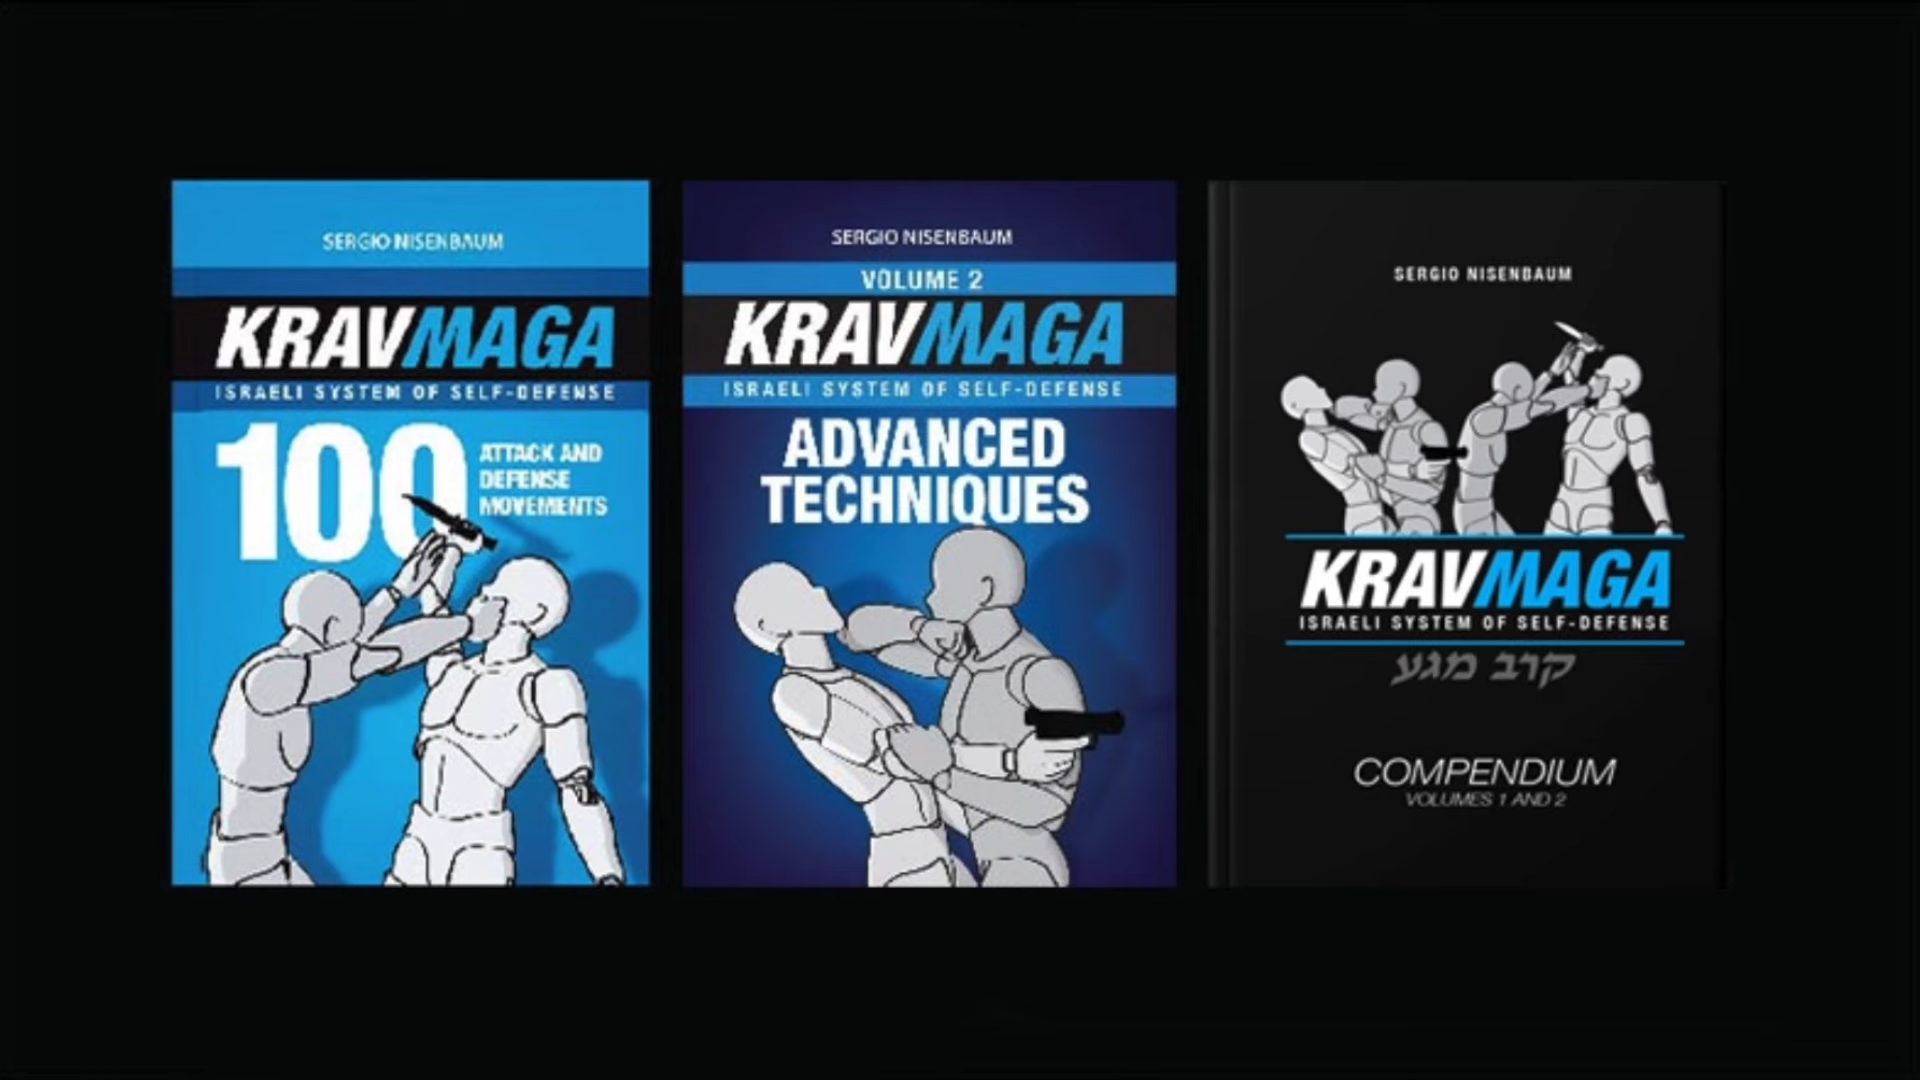 SERGIO NISENBAUM
KRAVMAGA
ISRAELI SYSTEM OF SELF-DEFENSE
100
ATTACK AND
DEFENSE
MOVEMENTS
SERGIO NISENBAUM
VOLUME 2
KRAVMAGA
ISRAELI SYSTEM OF SELF-DEFENSE
ADVANCED
TECHNIQUES
SERGIO NISENBAUM
KRAVMAGA
ISRAELI SYSTEM OF SELF-DEFENSE
קרב מגע
COMPENDIUM
VOLUMES 1 AND 2